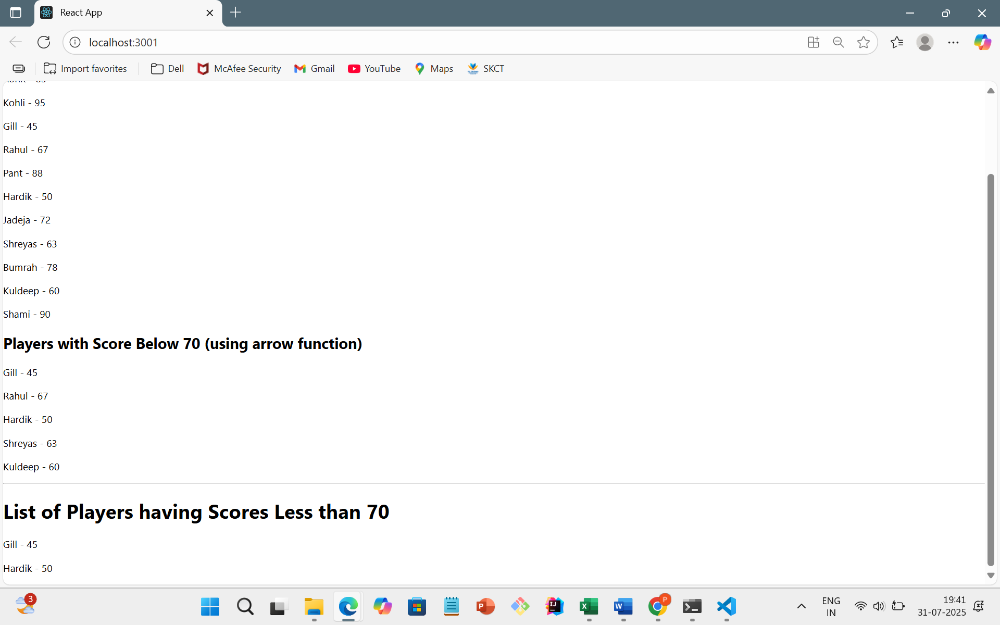 React App
localhost:3001
Import favorites
Dell
McAfee Security
Gmail
YouTube
Maps
SKCT
Kohli - 95
Gill - 45
Rahul - 67
Pant - 88
Hardik - 50
Jadeja - 72
Shreyas - 63
Bumrah - 78
Kuldeep - 60
Shami - 90
Players with Score Below 70 (using arrow function)
Gill - 45
Rahul - 67
Hardik - 50
Shreyas - 63
Kuldeep - 60
List of Players having Scores Less than 70
Gill - 45
Hardik - 50
3
ENG
IN
19:41
31-07-2025